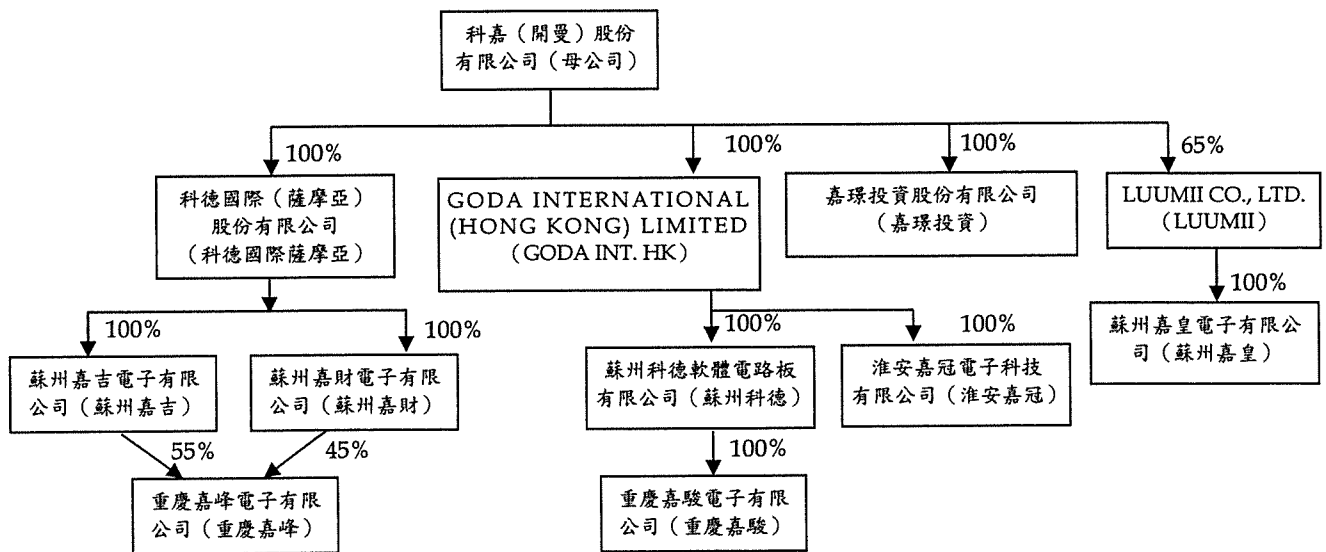 科嘉（開曼）股份
有限公司（母公司）
100%
100%
100%
65%
科德國際（薩摩亞）
股份有限公司
（科德國際薩摩亞）
GODA INTERNATIONAL
(HONG KONG) LIMITED
（GODA INT. HK）
嘉璟投資股份有限公司
（嘉璟投資）
LUUMII CO., LTD.
（LUUMII）
100%
100%
100%
100%
100%
蘇州嘉吉電子有限
公司（蘇州嘉吉）
蘇州嘉財電子有限
公司（蘇州嘉財）
蘇州科德軟體電路板
有限公司（蘇州科德）
淮安嘉冠電子科技
有限公司（淮安嘉冠）
蘇州嘉皇電子有限公
司（蘇州嘉皇）
55%
45%
100%
重慶嘉峰電子有限
公司（重慶嘉峰）
重慶嘉駿電子有限
公司（重慶嘉駿）